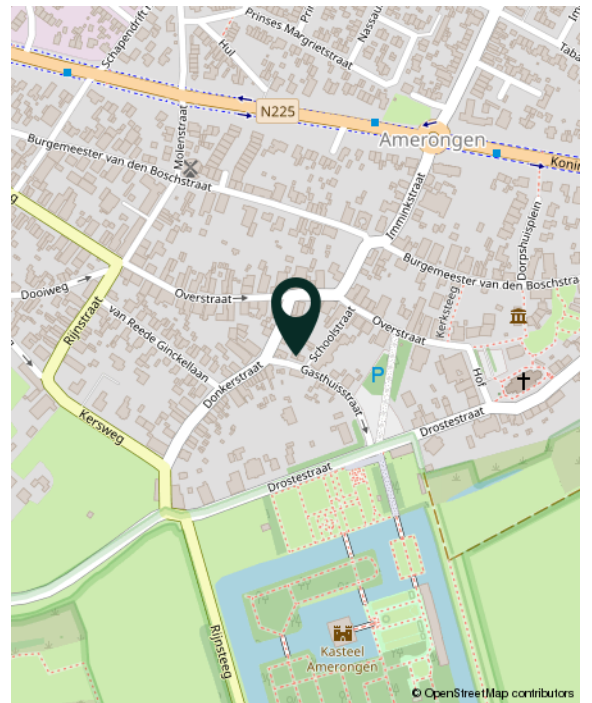 Prinses Margrietstraat
Nassau
Schapendrift
Hul
Taba
N225
Amerongen
Konin
Molenstraat
Burgemeester van den Boschstraat
Imminkstraat
Dorpshuisplein
Burgemeester van den Boschstra
Dooiweg
Overstraat
Kerksteeg
Rijnstraat
van Reede Ginckellaan
Schoolstraat
Overstraat
P
Hof
Donkerstraat
Gasthuisstraat
Kersweg
Drostestraat
Drostestraat
Rijnsteeg
Kasteel
Amerongen
© OpenStreetMap contributors